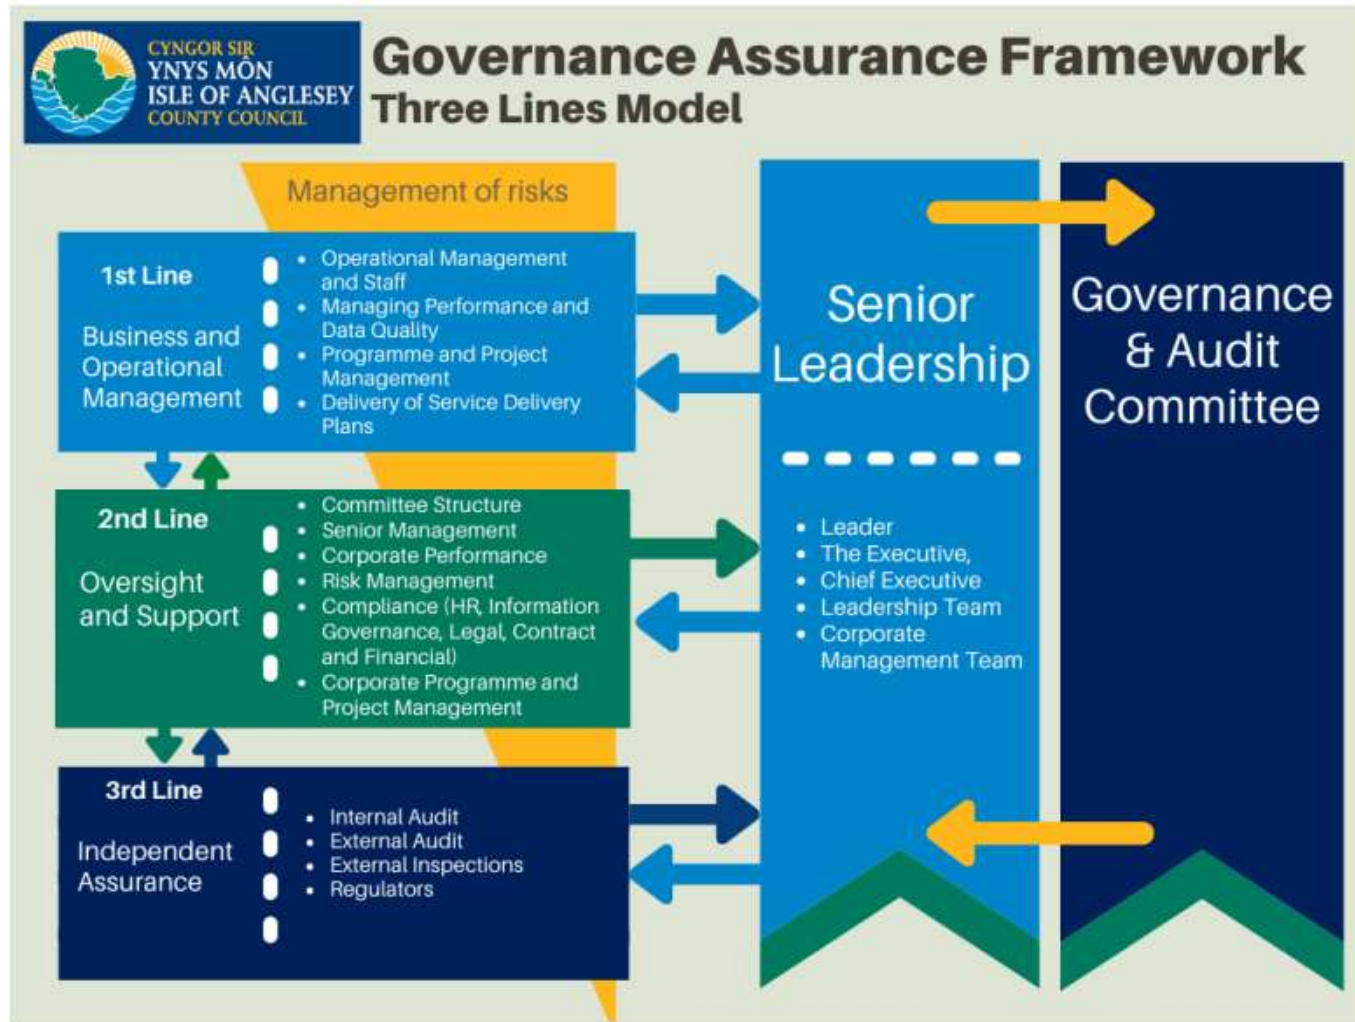 CYNGOR SIR
YNYS MÔN
ISLE OF ANGLESEY
COUNTY COUNCIL
Governance Assurance Framework
Three Lines Model
Management of risks
1st Line
Business and
Operational
Management
• Operational Management
and Staff
• Managing Performance and
Data Quality
• Programme and Project
Management
• Delivery of Service Delivery
Plans
2nd Line
Oversight
and Support
• Committee Structure
• Senior Management
• Corporate Performance
• Risk Management
• Compliance (HR, Information
Governance, Legal, Contract
and Financial)
• Corporate Programme and
Project Management
3rd Line
Independent
Assurance
• Internal Audit
• External Audit
• External Inspections
• Regulators
Senior
Leadership
• Leader
• The Executive,
• Chief Executive
• Leadership Team
• Corporate
Management Team
Governance
& Audit
Committee